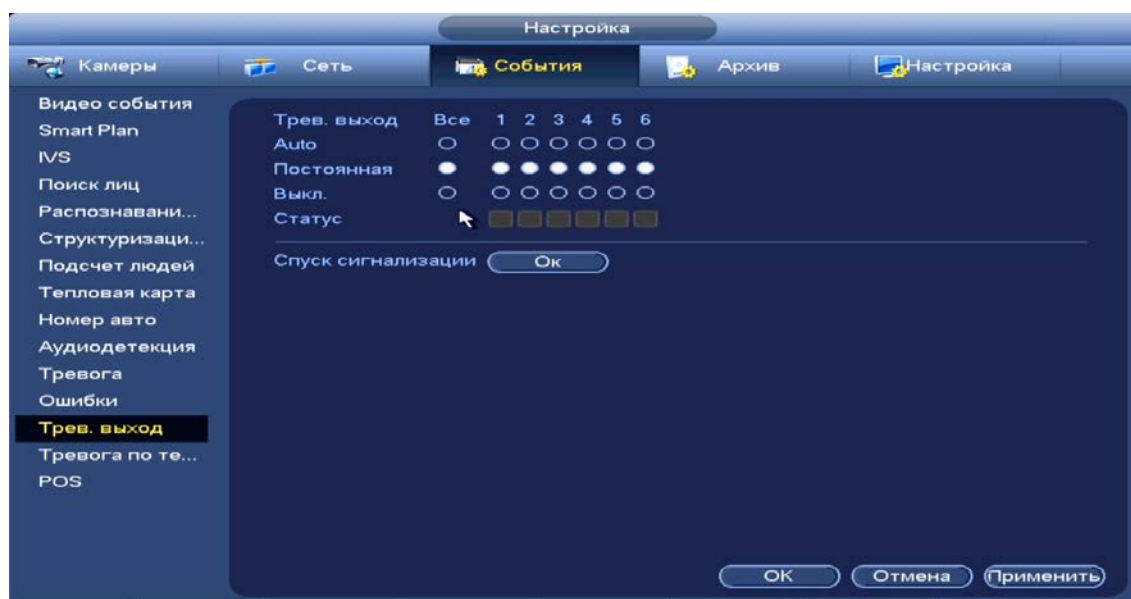 Настройка
Камеры Сеть События Архив Настройка
Видео события
Smart Plan
IVS
Поиск лиц
Распознавани...
Структуризаци...
Подсчет людей
Тепловая карта
Номер авто
Аудиодетекция
Тревога
Ошибки
Трев. выход
Тревога по те...
POS
Трев. выход Все 1 2 3 4 5 6
Auto
Постоянная
Выкл.
Статус
Спуск сигнализации Ок
OK Отмена Применить